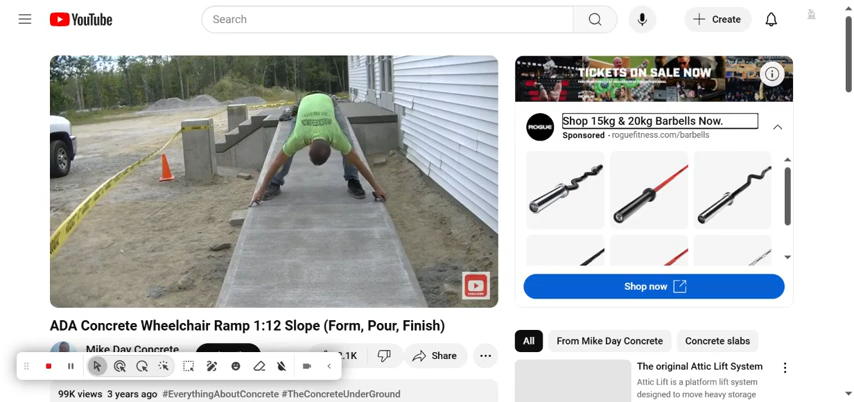 YouTube
Search
Create
TICKETS ON SALE NOW
ROGUE
Shop 15kg & 20kg Barbells Now.
Sponsored · roguefitness.com/barbells
Shop now
ADA Concrete Wheelchair Ramp 1:12 Slope (Form, Pour, Finish)
Mike Day Concrete
Share
99K views 3 years ago #EverythingAboutConcrete #TheConcreteUnderGround
All
From Mike Day Concrete
Concrete slabs
The original Attic Lift System
Attic Lift is a platform lift system
designed to move heavy storage